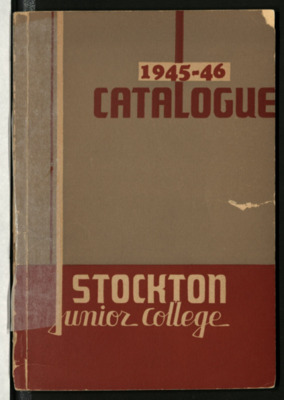 1945-46
CATALOGUE
STOCKTON
junior college